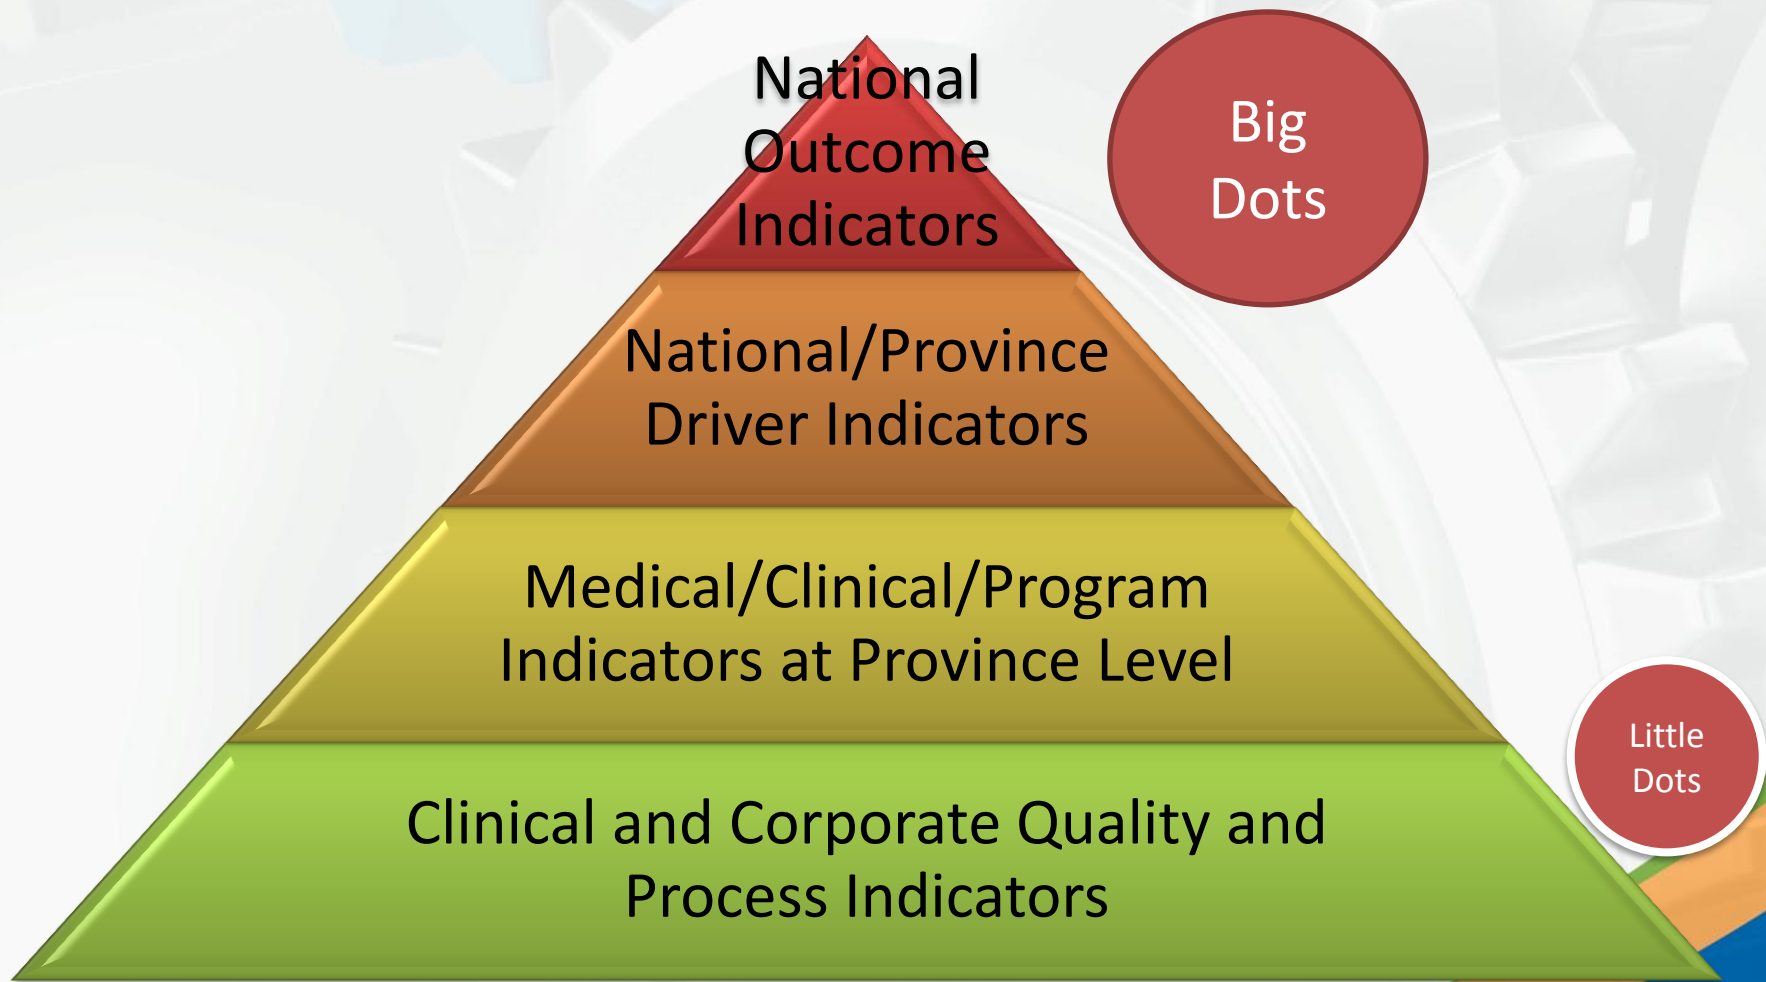 National
Outcome
Indicators
Big
Dots
National/Province
Driver Indicators
Medical/Clinical/Program
Indicators at Province Level
Little
Dots
Clinical and Corporate Quality and
Process Indicators